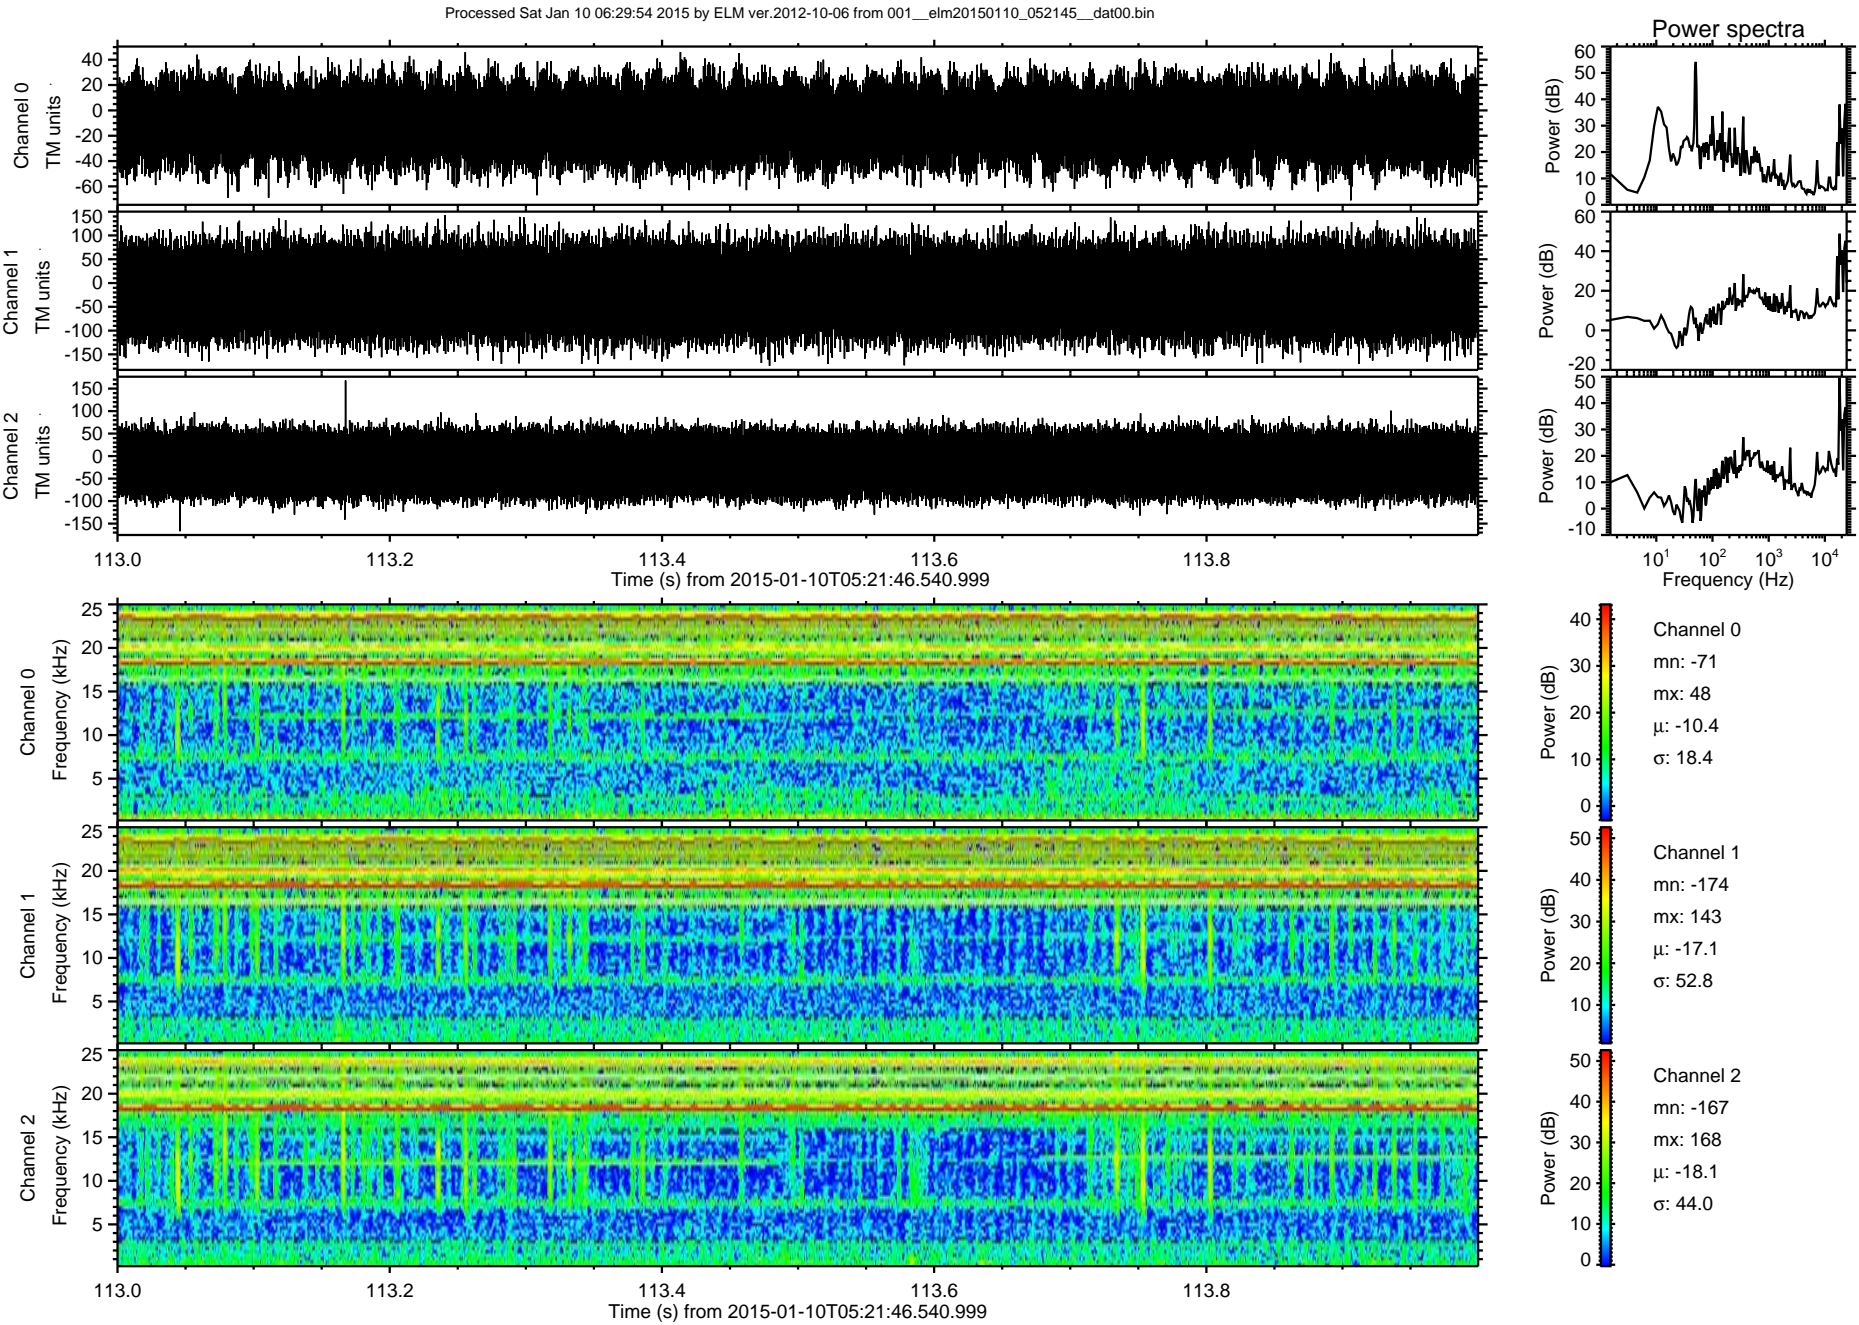 Processed Sat Jan 10 06:29:54 2015 by ELM ver.2012-10-06 from 001__elm20150110_052145__dat00.bin
Power spectra
Channel 0
TM units
40
20
0
-20
-40
-60
Power (dB)
60
50
40
30
20
10
0
Channel 1
TM units
150
100
50
0
-50
-100
-150
Power (dB)
60
40
20
0
-20
Channel 2
TM units
150
100
50
0
-50
-100
-150
Power (dB)
50
40
30
20
10
0
-10
113.0 113.2 113.4 113.6 113.8
Time (s) from 2015-01-10T05:21:46.540.999
10¹ 10² 10³ 10⁴
Frequency (Hz)
Channel 0
Frequency (kHz)
25
20
15
10
5
Power (dB)
40
30
20
10
0
Channel 0
mn: -71
mx: 48
μ: -10.4
σ: 18.4
Channel 1
Frequency (kHz)
25
20
15
10
5
Power (dB)
50
40
30
20
10
Channel 1
mn: -174
mx: 143
μ: -17.1
σ: 52.8
Channel 2
Frequency (kHz)
25
20
15
10
5
Power (dB)
50
40
30
20
10
0
Channel 2
mn: -167
mx: 168
μ: -18.1
σ: 44.0
113.0 113.2 113.4 113.6 113.8
Time (s) from 2015-01-10T05:21:46.540.999